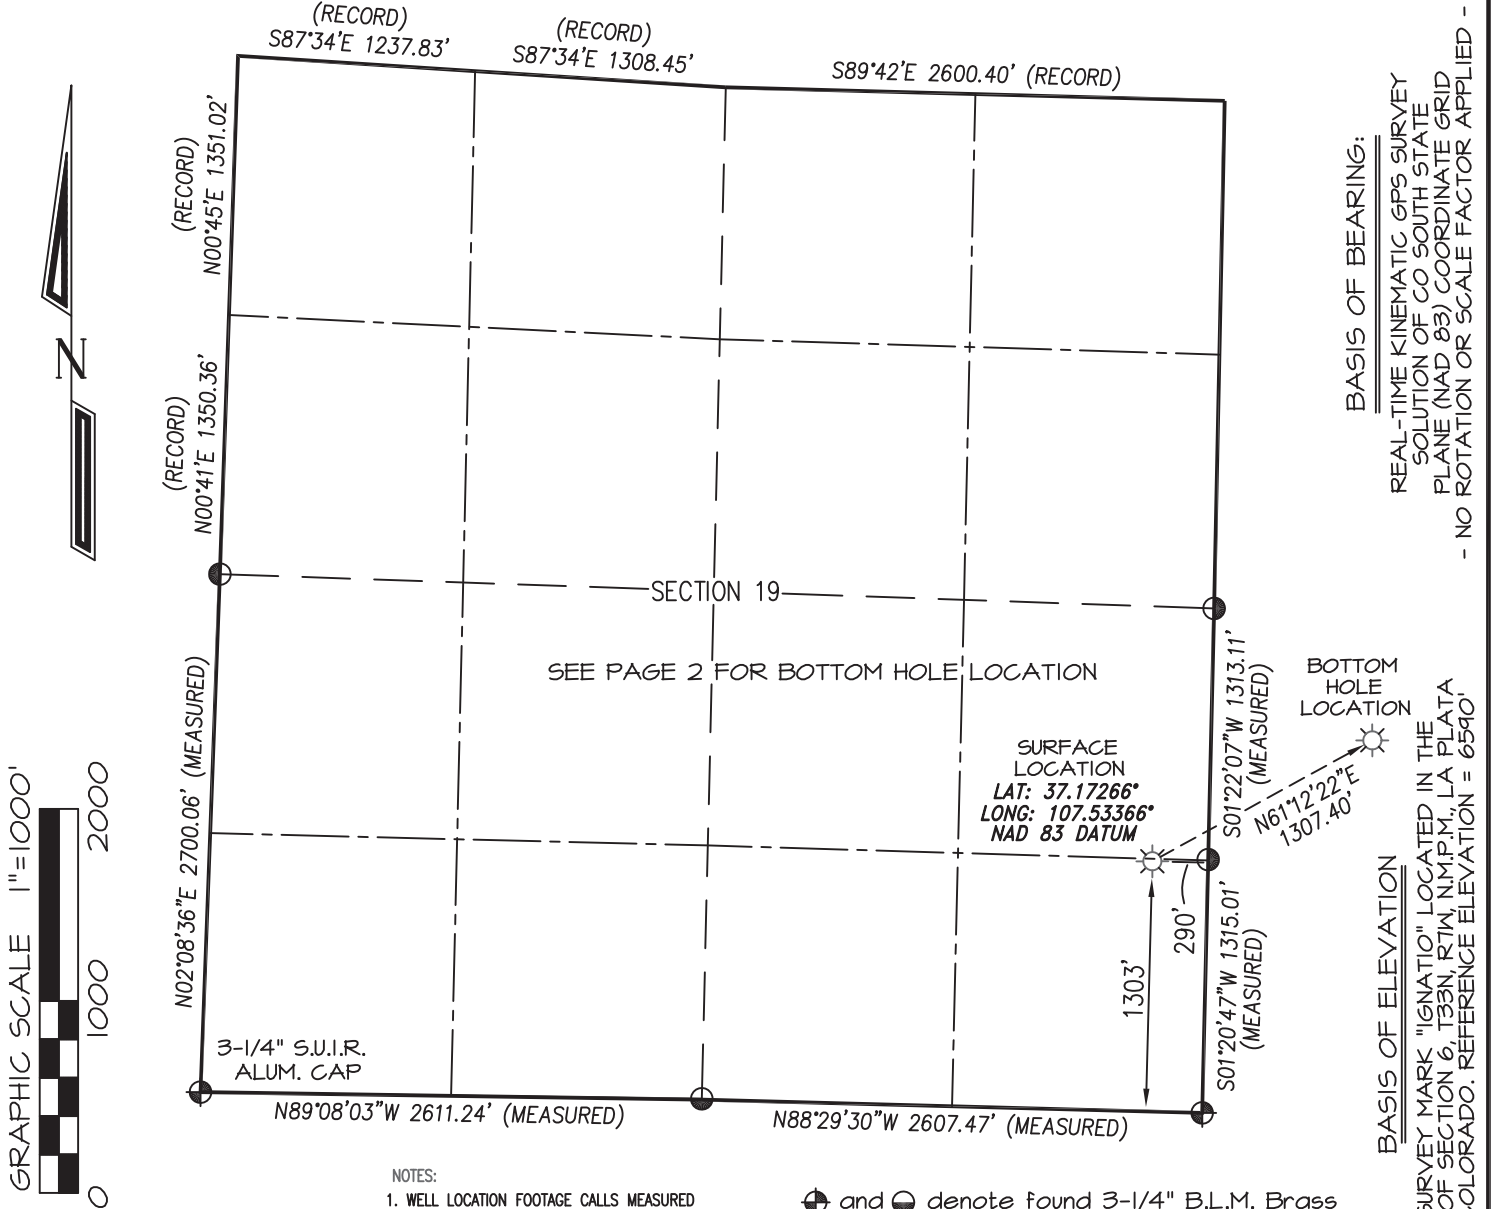 (RECORD)
S87°34'E 1237.83'
(RECORD)
S87°34'E 1308.45'
S89°42'E 2600.40' (RECORD)
(RECORD)
N00°45'E 1351.02'
(RECORD)
N00°41'E 1350.36'
N
BASIS OF BEARING:
REAL-TIME KINEMATIC GPS SURVEY
SOLUTION OF CO SOUTH STATE
PLANE (NAD 83) COORDINATE GRID
- NO ROTATION OR SCALE FACTOR APPLIED -
SECTION 19
SEE PAGE 2 FOR BOTTOM HOLE LOCATION
N02°08'36"E 2700.06' (MEASURED)
S01°22'07"W 1313.11'
(MEASURED)
BOTTOM
HOLE
LOCATION
SURFACE
LOCATION
LAT: 37.17266°
LONG: 107.53366°
NAD 83 DATUM
N61°12'22"E
1307.40'
290'
1303'
S01°20'47"W 1315.01'
(MEASURED)
GRAPHIC SCALE 1"=1000'
0 1000 2000
3-1/4" S.U.I.R.
ALUM. CAP
N89°08'03"W 2611.24' (MEASURED)
N88°29'30"W 2607.47' (MEASURED)
BASIS OF ELEVATION
SURVEY MARK "IGNATIO" LOCATED IN THE
OF SECTION 6, T33N, R7W, N.M.P.M., LA PLATA
COLORADO. REFERENCE ELEVATION = 6590'
NOTES:
1. WELL LOCATION FOOTAGE CALLS MEASURED
and denote found 3-1/4" B.L.M. Brass